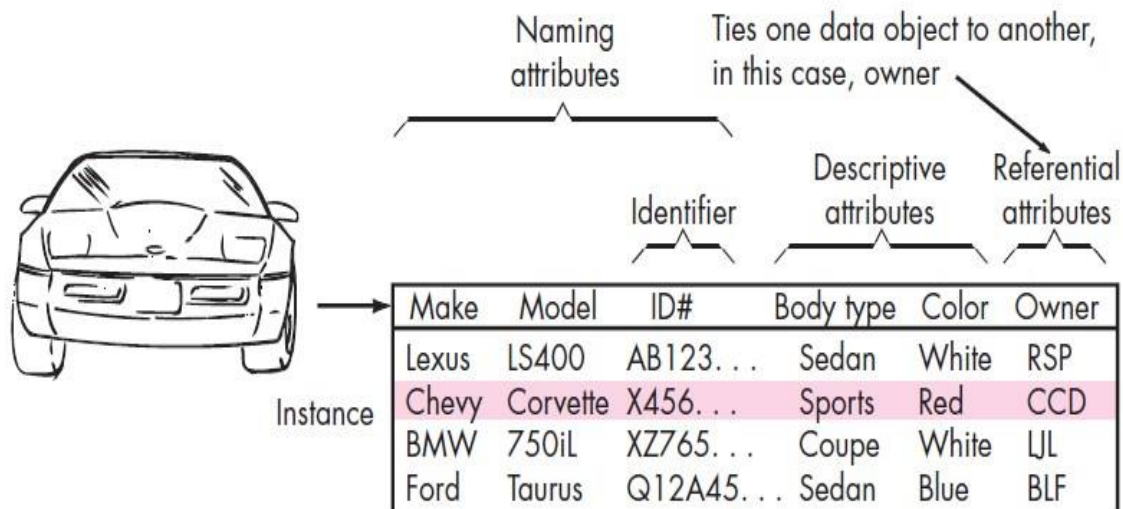 Naming
attributes
Ties one data object to another,
in this case, owner
Identifier
Descriptive
attributes
Referential
attributes
Make Model ID# Body type Color Owner
Lexus LS400 AB123. . . Sedan White RSP
Instance
Chevy Corvette X456. . . Sports Red CCD
BMW 750iL XZ765. . . Coupe White LJL
Ford Taurus Q12A45. . . Sedan Blue BLF